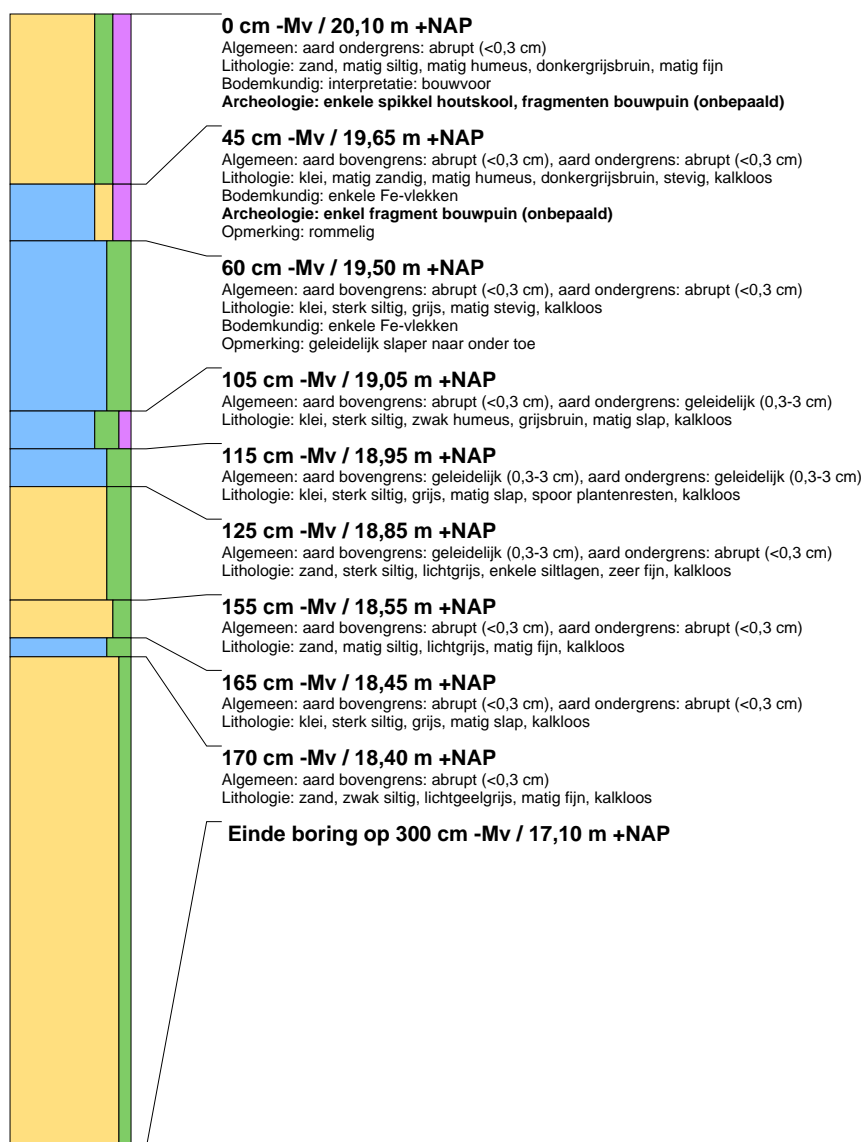 0 cm -Mv / 20,10 m +NAP
Algemeen: aard ondergrens: abrupt (<0,3 cm)
Lithologie: zand, matig siltig, matig humeus, donkergrijsbruin, matig fijn
Bodemkundig: interpretatie: bouwvoor
Archeologie: enkele spikkel houtskool, fragmenten bouwpuin (onbepaald)
45 cm -Mv / 19,65 m +NAP
Algemeen: aard bovengrens: abrupt (<0,3 cm), aard ondergrens: abrupt (<0,3 cm)
Lithologie: klei, matig zandig, matig humeus, donkergrijsbruin, stevig, kalkloos
Bodemkundig: enkele Fe-vlekken
Archeologie: enkel fragment bouwpuin (onbepaald)
Opmerking: rommelig
60 cm -Mv / 19,50 m +NAP
Algemeen: aard bovengrens: abrupt (<0,3 cm), aard ondergrens: abrupt (<0,3 cm)
Lithologie: klei, sterk siltig, grijs, matig stevig, kalkloos
Bodemkundig: enkele Fe-vlekken
Opmerking: geleidelijk slaper naar onder toe
105 cm -Mv / 19,05 m +NAP
Algemeen: aard bovengrens: abrupt (<0,3 cm), aard ondergrens: geleidelijk (0,3-3 cm)
Lithologie: klei, sterk siltig, zwak humeus, grijsbruin, matig slap, kalkloos
115 cm -Mv / 18,95 m +NAP
Algemeen: aard bovengrens: geleidelijk (0,3-3 cm), aard ondergrens: geleidelijk (0,3-3 cm)
Lithologie: klei, sterk siltig, grijs, matig slap, spoor plantenresten, kalkloos
125 cm -Mv / 18,85 m +NAP
Algemeen: aard bovengrens: geleidelijk (0,3-3 cm), aard ondergrens: abrupt (<0,3 cm)
Lithologie: zand, sterk siltig, lichtgrijs, enkele siltlagen, zeer fijn, kalkloos
155 cm -Mv / 18,55 m +NAP
Algemeen: aard bovengrens: abrupt (<0,3 cm), aard ondergrens: abrupt (<0,3 cm)
Lithologie: zand, matig siltig, lichtgrijs, matig fijn, kalkloos
165 cm -Mv / 18,45 m +NAP
Algemeen: aard bovengrens: abrupt (<0,3 cm), aard ondergrens: abrupt (<0,3 cm)
Lithologie: klei, sterk siltig, grijs, matig slap, kalkloos
170 cm -Mv / 18,40 m +NAP
Algemeen: aard bovengrens: abrupt (<0,3 cm)
Lithologie: zand, zwak siltig, lichtgeelgrijs, matig fijn, kalkloos
Einde boring op 300 cm -Mv / 17,10 m +NAP